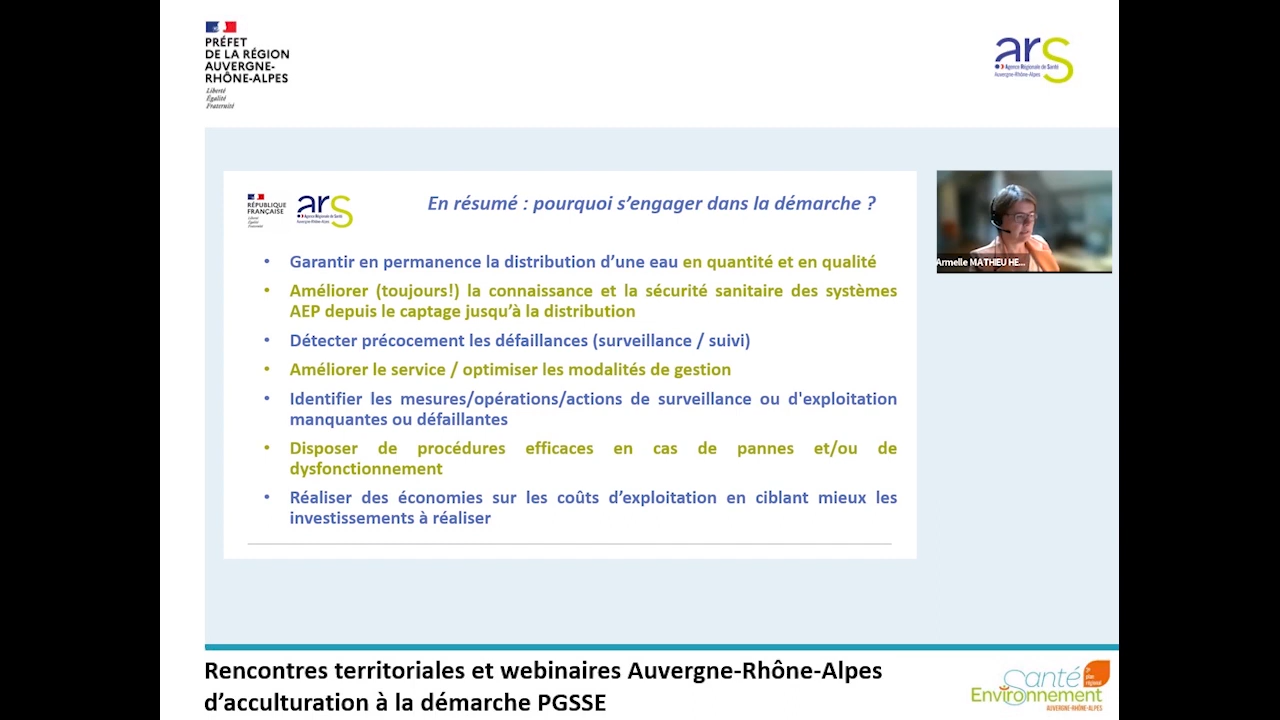 PRÉFET
DE LA RÉGION
AUVERGNE-
RHÔNE-ALPES
Liberté
Égalité
Fraternité
ars
Agence Régionale de Santé
Auvergne-Rhône-Alpes
RÉPUBLIQUE
FRANÇAISE
Liberté
Égalité
Fraternité
ars
Agence Régionale de Santé
Auvergne-Rhône-Alpes
En résumé : pourquoi s’engager dans la démarche ?
• Garantir en permanence la distribution d’une eau en quantité et en qualité
• Améliorer (toujours!) la connaissance et la sécurité sanitaire des systèmes
AEP depuis le captage jusqu’à la distribution
• Détecter précocement les défaillances (surveillance / suivi)
• Améliorer le service / optimiser les modalités de gestion
• Identifier les mesures/opérations/actions de surveillance ou d'exploitation
manquantes ou défaillantes
• Disposer de procédures efficaces en cas de pannes et/ou de
dysfonctionnement
• Réaliser des économies sur les coûts d’exploitation en ciblant mieux les
investissements à réaliser
Armelle MATHIEU HE...
Rencontres territoriales et webinaires Auvergne-Rhône-Alpes
d’acculturation à la démarche PGSSE
Santé
Environnement
plan
régional
AUVERGNE-RHÔNE-ALPES